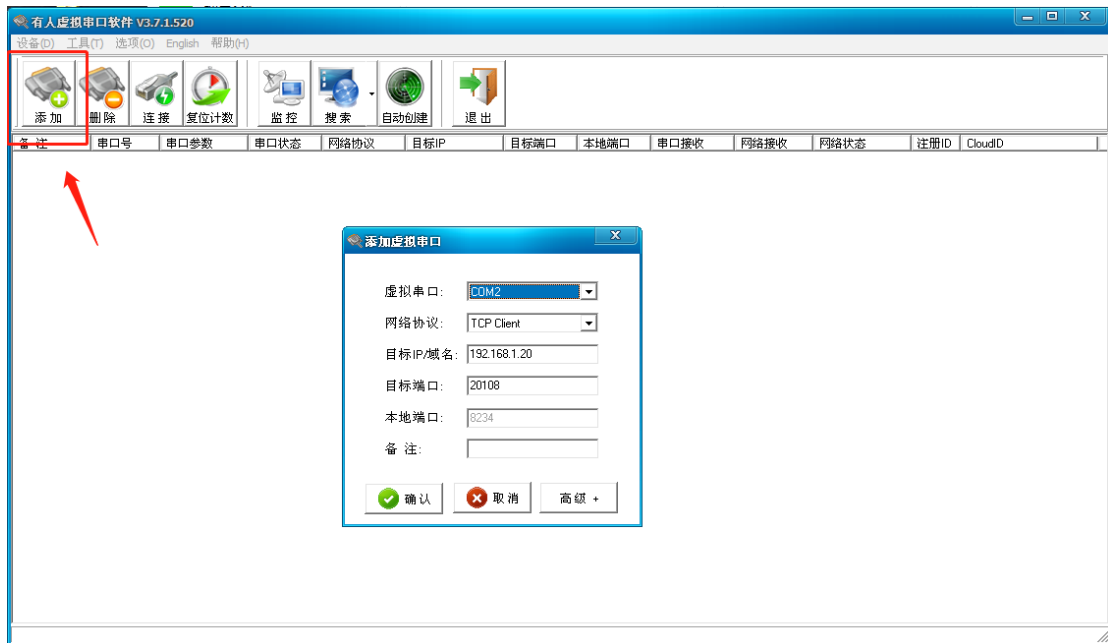 有人虚拟串口软件 V3.7.1.520
设备(D) 工具(T) 选项(O) English 帮助(H)
添加 删除 连接 复位计数 监控 搜索 自动创建 退出
备注 串口号 串口参数 串口状态 网络协议 目标IP 目标端口 本地端口 串口接收 网络接收 网络状态 注册ID CloudID
添加虚拟串口
虚拟串口: COM2
网络协议: TCP Client
目标IP/域名: 192.168.1.20
目标端口: 20108
本地端口: 8234
备 注:
确认 取消 高级 +